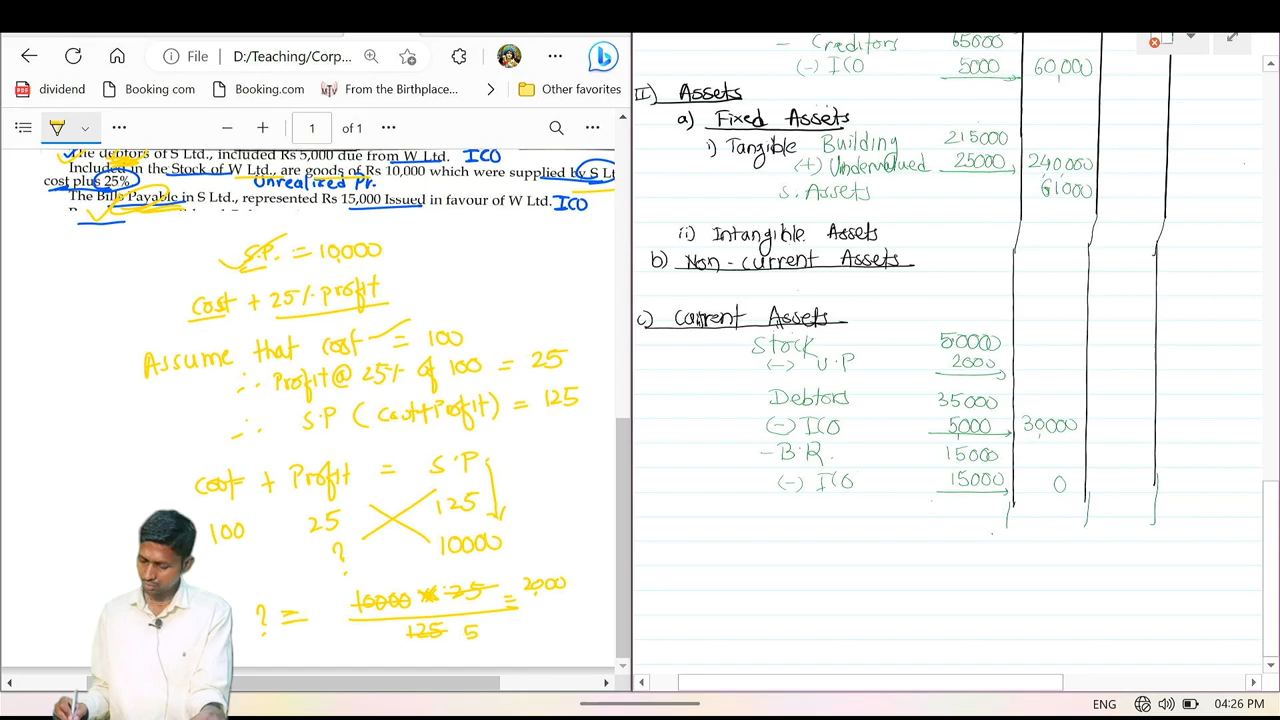 File D:/Teaching/Corp...
dividend Booking.com Booking.com From the Birthplace... Other favorites
1 of 1
The debtors of S Ltd., included Rs 5,000 due from W Ltd. ICO
Included in the Stock of W Ltd., are goods of Rs 10,000 which were supplied by S Lt
cost plus 25% Unrealised Pr.
The Bills Payable in S Ltd., represented Rs 15,000 Issued in favour of W Ltd. ICO
S.P. = 10,000
cost + 25% profit
Assume that cost = 100
∴ Profit @ 25% of 100 = 25
∴ S.P (Cost+Profit) = 125
cost + Profit = S.P
100 25 125
? 10000
? = 10000 × 25 = 2000
125 5
- Creditors 65000
(-) ICO 5000 60,000
II) Assets
a) Fixed Assets
i) Tangible Building 215000
(+) Undervalued 25000 240,000
S. Assets 61000
ii) Intangible Assets
b) Non-current Assets
c) Current Assets
Stock 50000
(-) U.P 2000
Debtors 35000
(-) ICO 5000 30,000
- B.R. 15000
(-) ICO 15000 0
ENG 04:26 PM